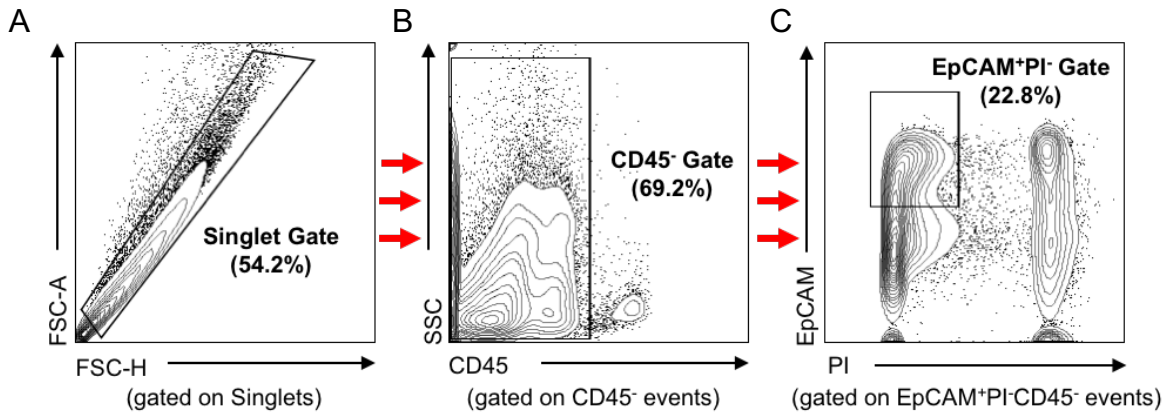 A
FSC-A
Singlet Gate
(54.2%)
FSC-H
(gated on Singlets)
B
SSC
CD45⁻ Gate
(69.2%)
CD45
(gated on CD45⁻ events)
C
EpCAM
EpCAM⁺PI⁻ Gate
(22.8%)
PI
(gated on EpCAM⁺PI⁻CD45⁻ events)